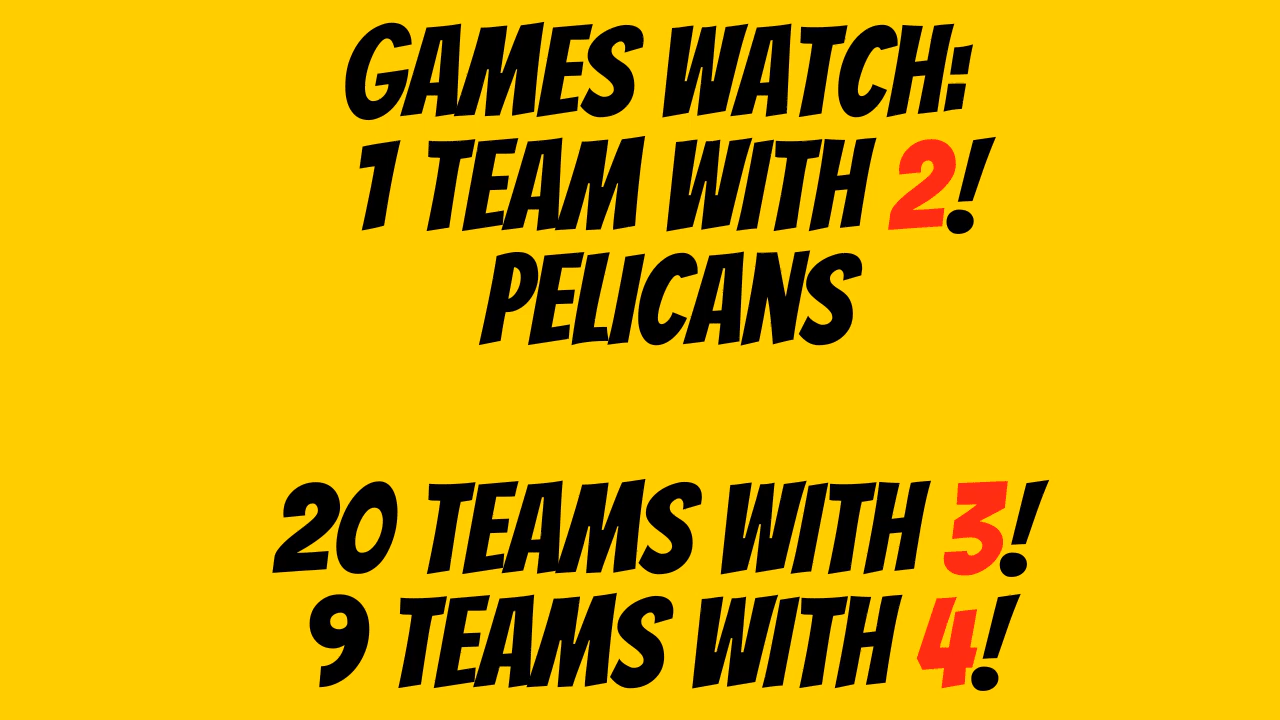 GAMES WATCH:
1 TEAM WITH 2!
PELICANS
20 TEAMS WITH 3!
9 TEAMS WITH 4!